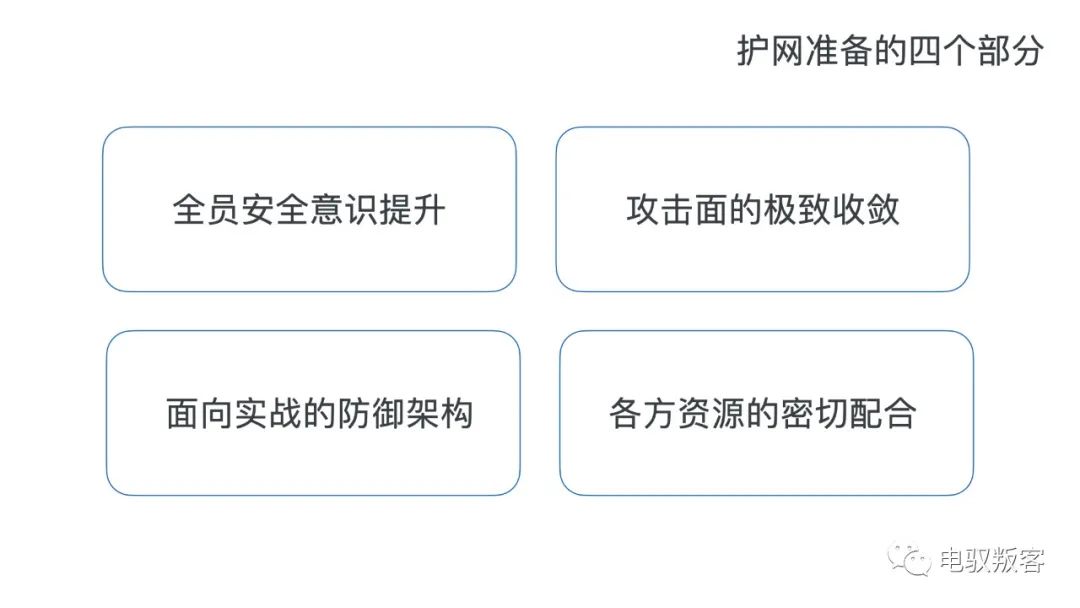 护网准备的四个部分
全员安全意识提升
攻击面的极致收敛
面向实战的防御架构
各方资源的密切配合
电驭叛客